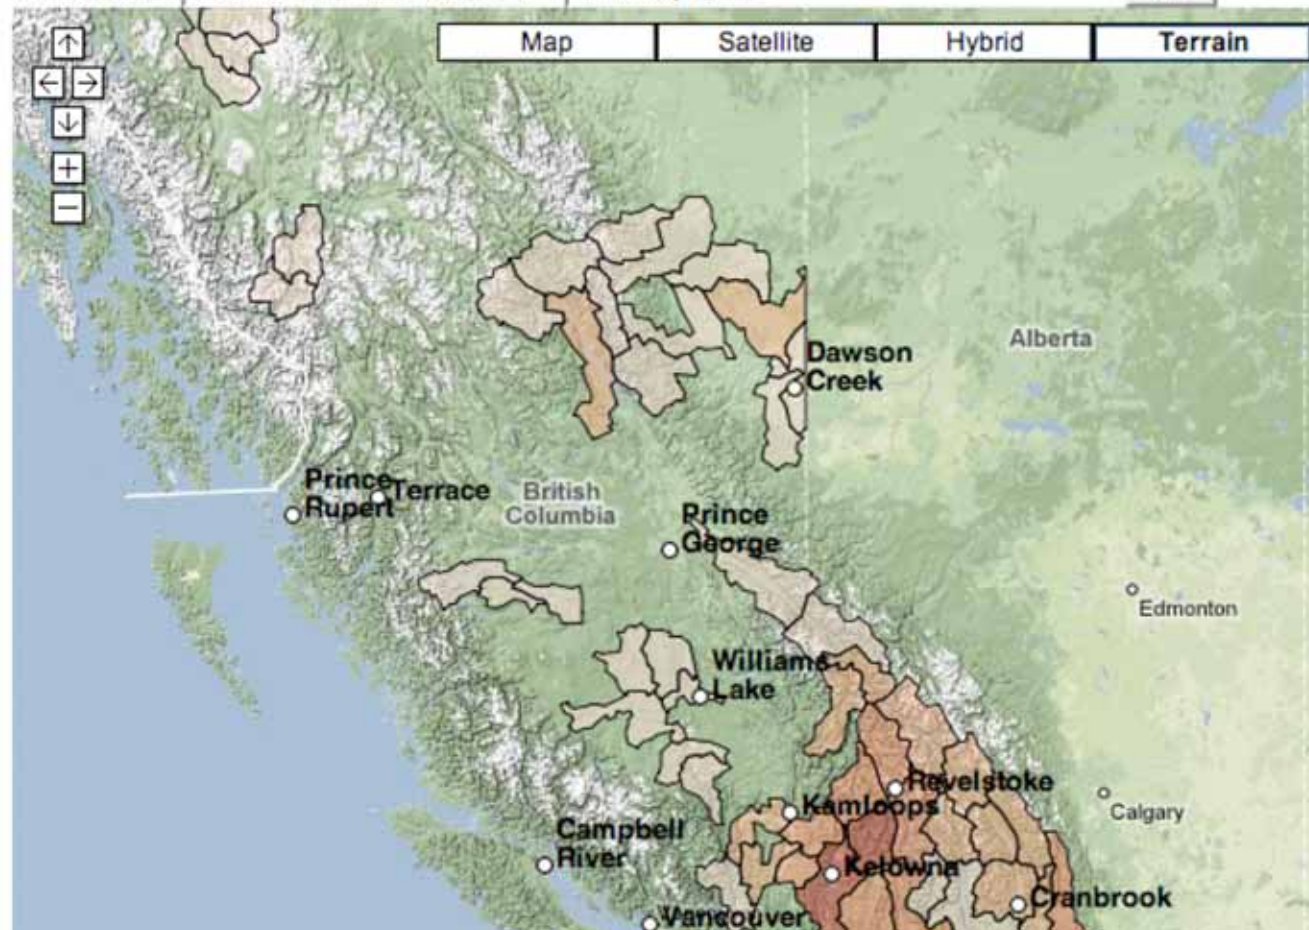 Map
Satellite
Hybrid
Terrain
Alberta
Dawson
Creek
Prince
Rupert
Terrace
British
Columbia
Prince
George
Edmonton
Williams
Lake
Revelstoke
Kamloops
Calgary
Campbell
River
Kelowna
Cranbrook
Vancouver